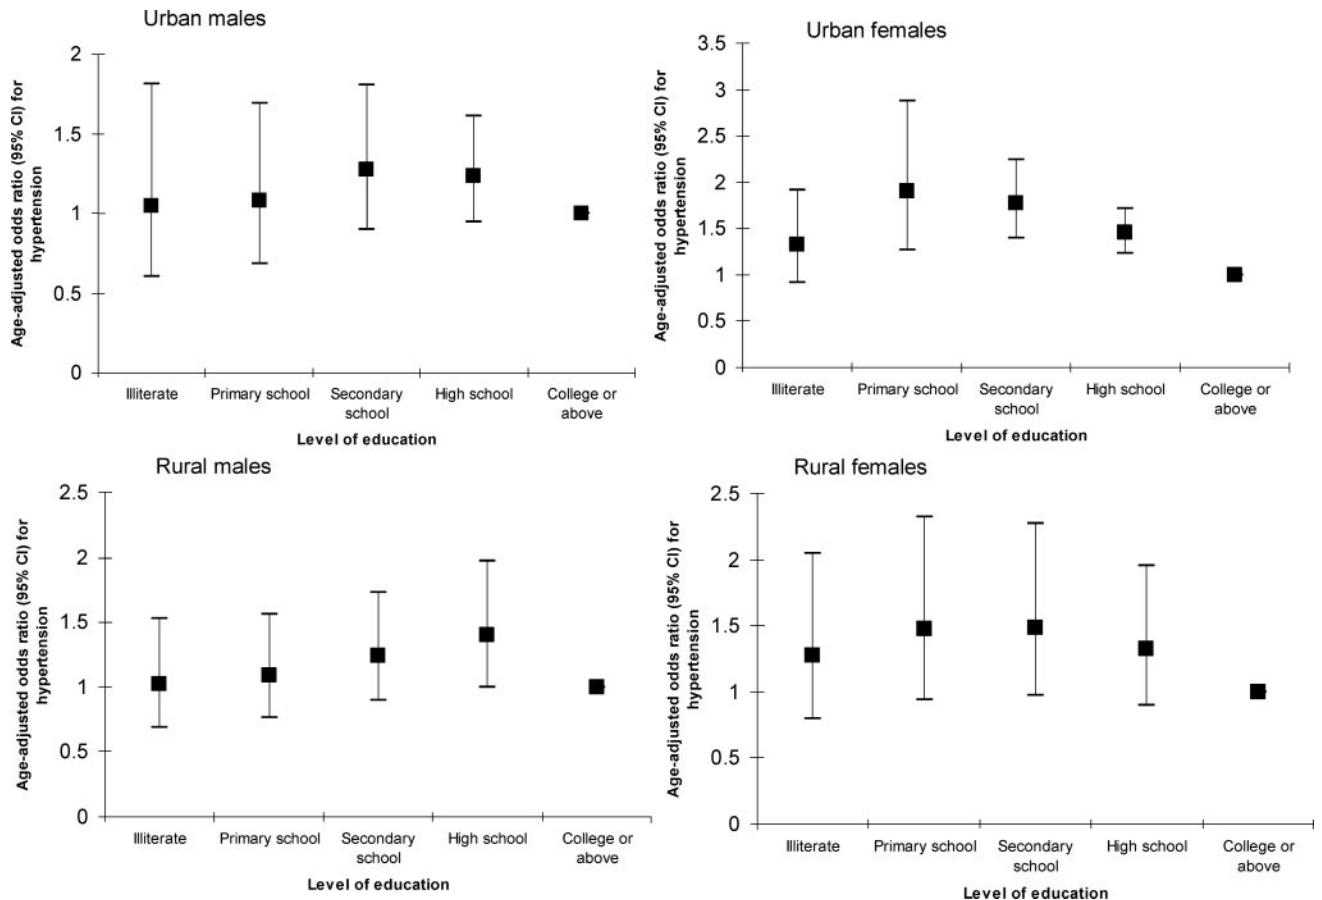 Urban males
Age-adjusted odds ratio (95% CI) for
hypertension
2
1.5
1
0.5
0
Illiterate
Primary school
Secondary
school
High school
College or
above
Level of education
Urban females
Age-adjusted odds ratio (95% CI) for
hypertension
3.5
3
2.5
2
1.5
1
0.5
0
Illiterate
Primary school
Secondary
school
High school
College or
above
Level of education
Rural males
Age-adjusted odds ratio (95% CI) for
hypertension
2.5
2
1.5
1
0.5
0
Illiterate
Primary school
Secondary
school
High school
College or
above
Level of education
Rural females
Age-adjusted odds ratio (95% CI) for
hypertension
2.5
2
1.5
1
0.5
0
Illiterate
Primary school
Secondary
school
High school
College or
above
Level of education